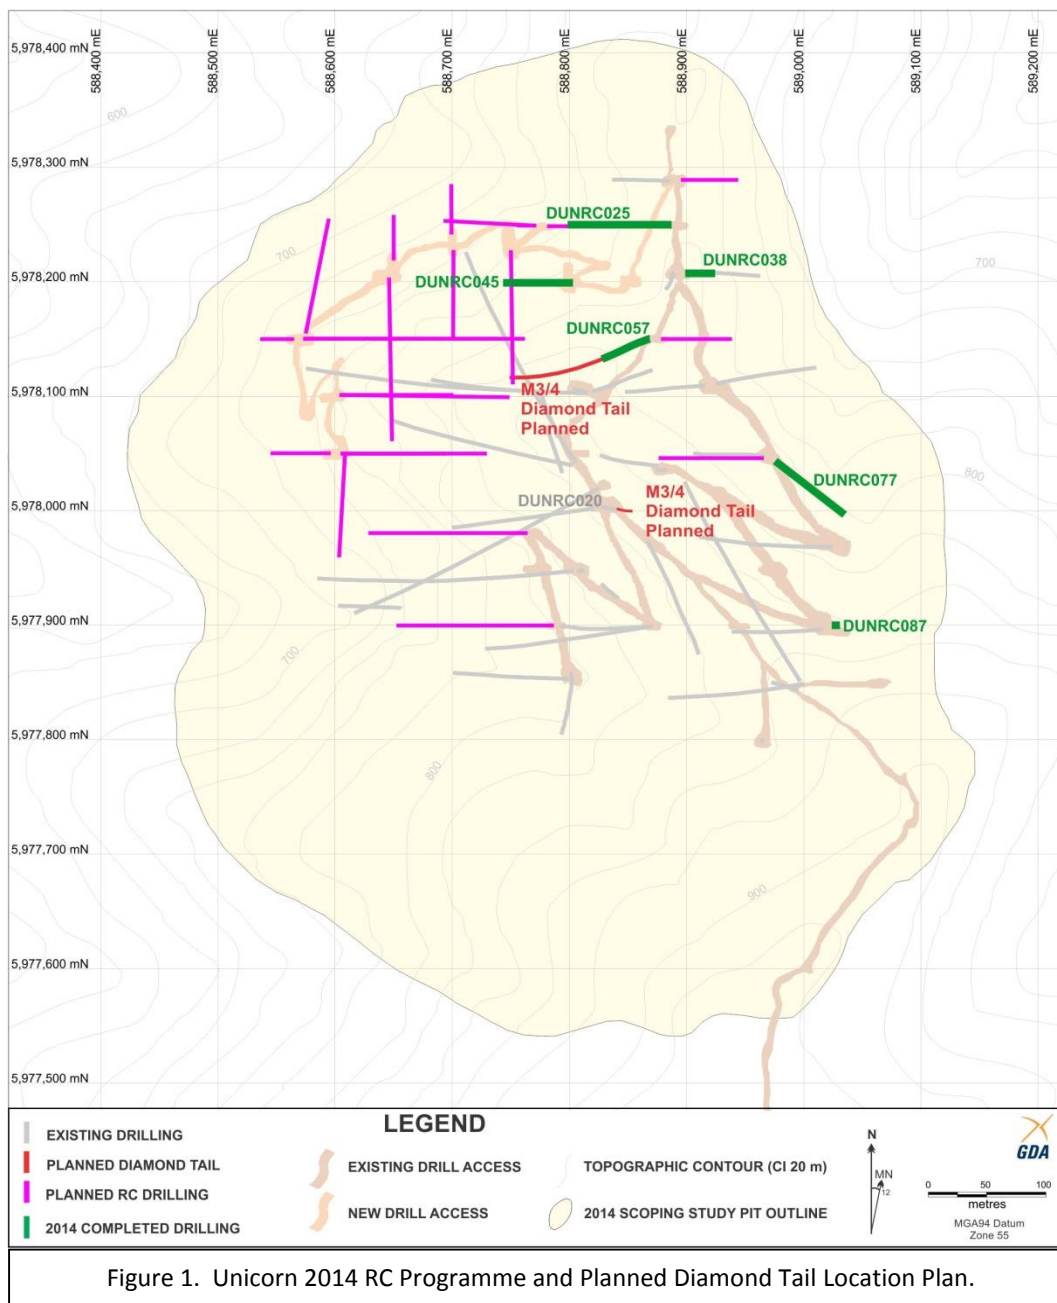 588,400 mE
588,500 mE
588,600 mE
588,700 mE
588,800 mE
588,900 mE
589,000 mE
589,100 mE
589,200 mE
5,978,400 mN
600
5,978,300 mN
DUNRC025
700
DUNRC038
700
5,978,200 mN
DUNRC045
DUNRC057
5,978,100 mN
M3/4
Diamond Tail
Planned
800
DUNRC077
5,978,000 mN
DUNRC020
M3/4
Diamond Tail
Planned
5,977,900 mN
DUNRC087
700
5,977,800 mN
800
5,977,700 mN
900
5,977,600 mN
5,977,500 mN
LEGEND
EXISTING DRILLING
PLANNED DIAMOND TAIL
PLANNED RC DRILLING
2014 COMPLETED DRILLING
EXISTING DRILL ACCESS
NEW DRILL ACCESS
TOPOGRAPHIC CONTOUR (CI 20 m)
2014 SCOPING STUDY PIT OUTLINE
N
MN
12
GDA
0 50 100
metres
MGA94 Datum
Zone 55
Figure 1. Unicorn 2014 RC Programme and Planned Diamond Tail Location Plan.